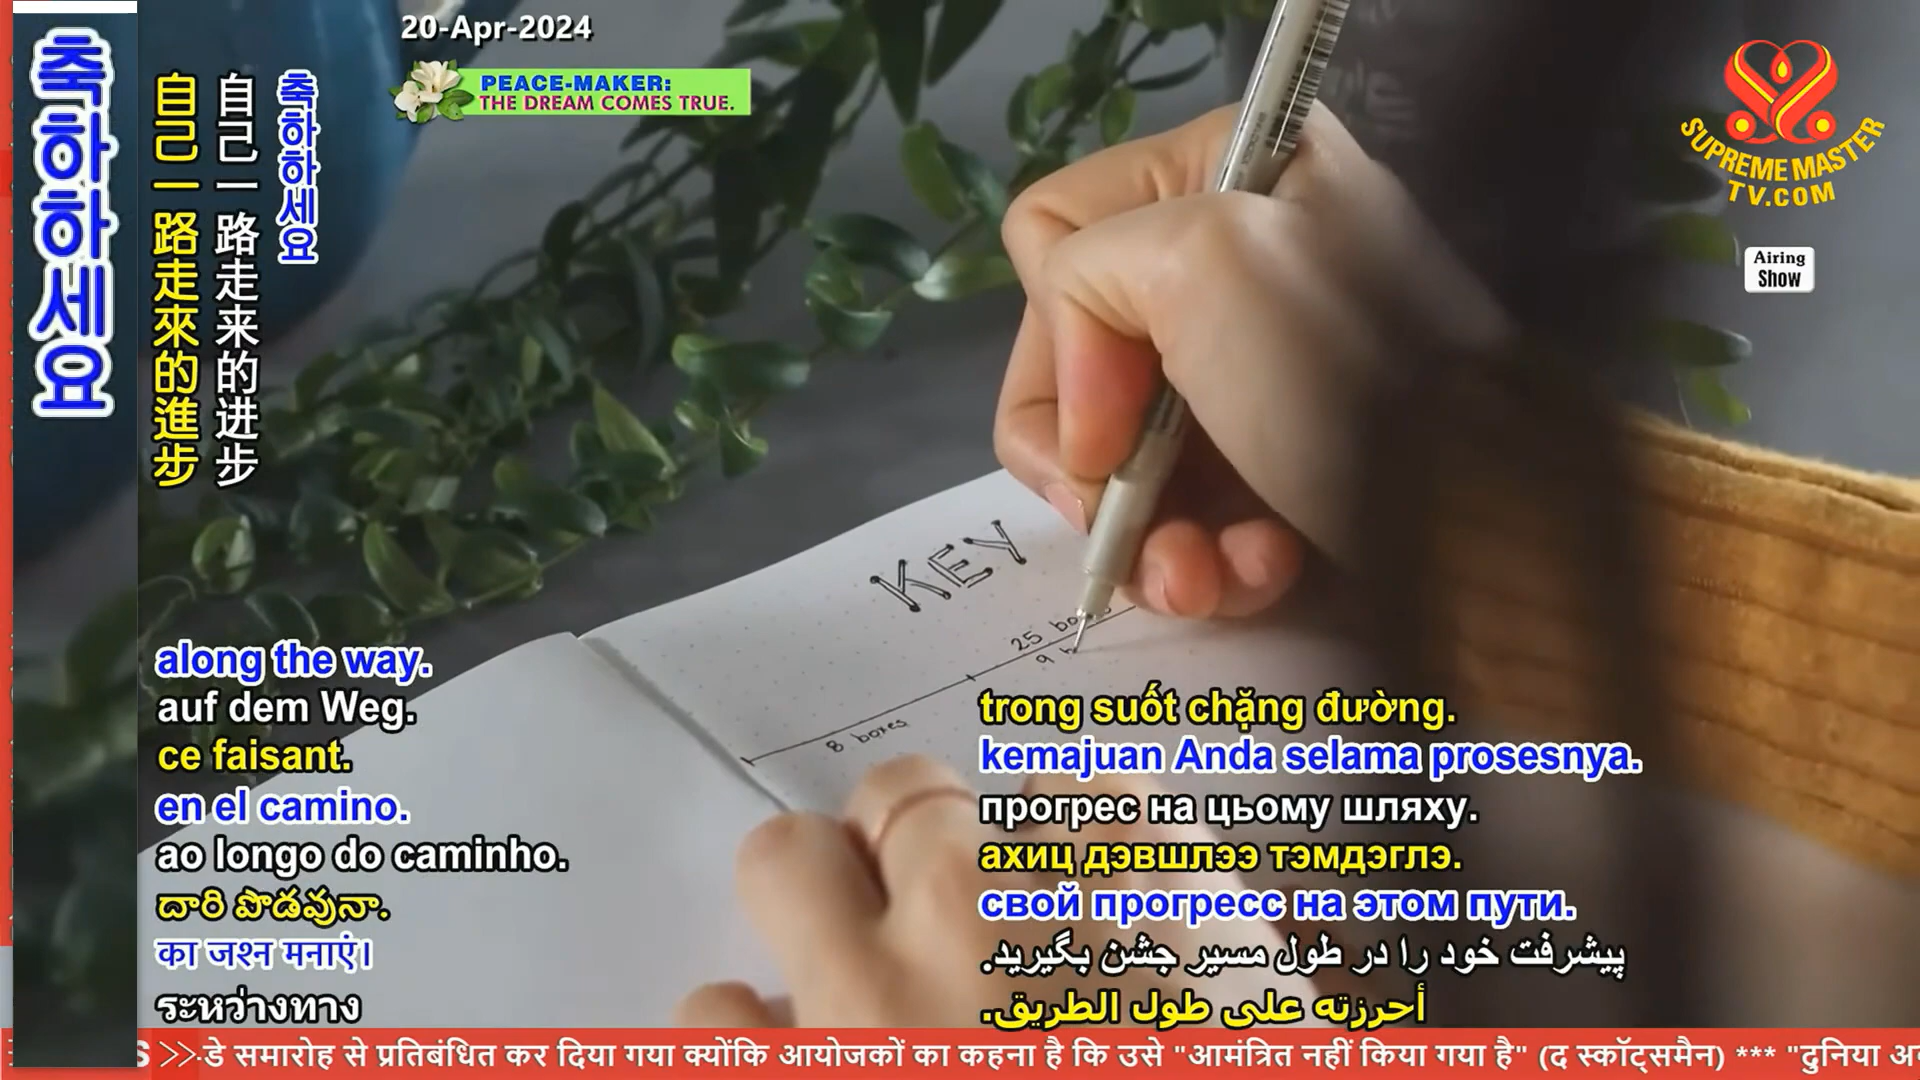 20-Apr-2024
PEACE-MAKER:
THE DREAM COMES TRUE.
SUPREME MASTER
TV.COM
Airing
Show
축하하세요
自己一路走來的進步
自己一路走来的进步
축하하세요
KEY
25 bo
9
8 boxes
along the way.
auf dem Weg.
ce faisant.
en el camino.
ao longo do caminho.
దారి పొడవునా.
का जश्न मनाएं।
ระหว่างทาง
trong suốt chặng đường.
kemajuan Anda selama prosesnya.
прогрес на цьому шляху.
ахиц дэвшлээ тэмдэглэ.
свой прогресс на этом пути.
پیشرفت خود را در طول مسیر جشن بگیرید.
أحرزته على طول الطريق.
S >> -डे समारोह से प्रतिबंधित कर दिया गया क्योंकि आयोजकों का कहना है कि उसे "आमंत्रित नहीं किया गया है" (द स्कॉट्समैन) *** "दुनिया अ